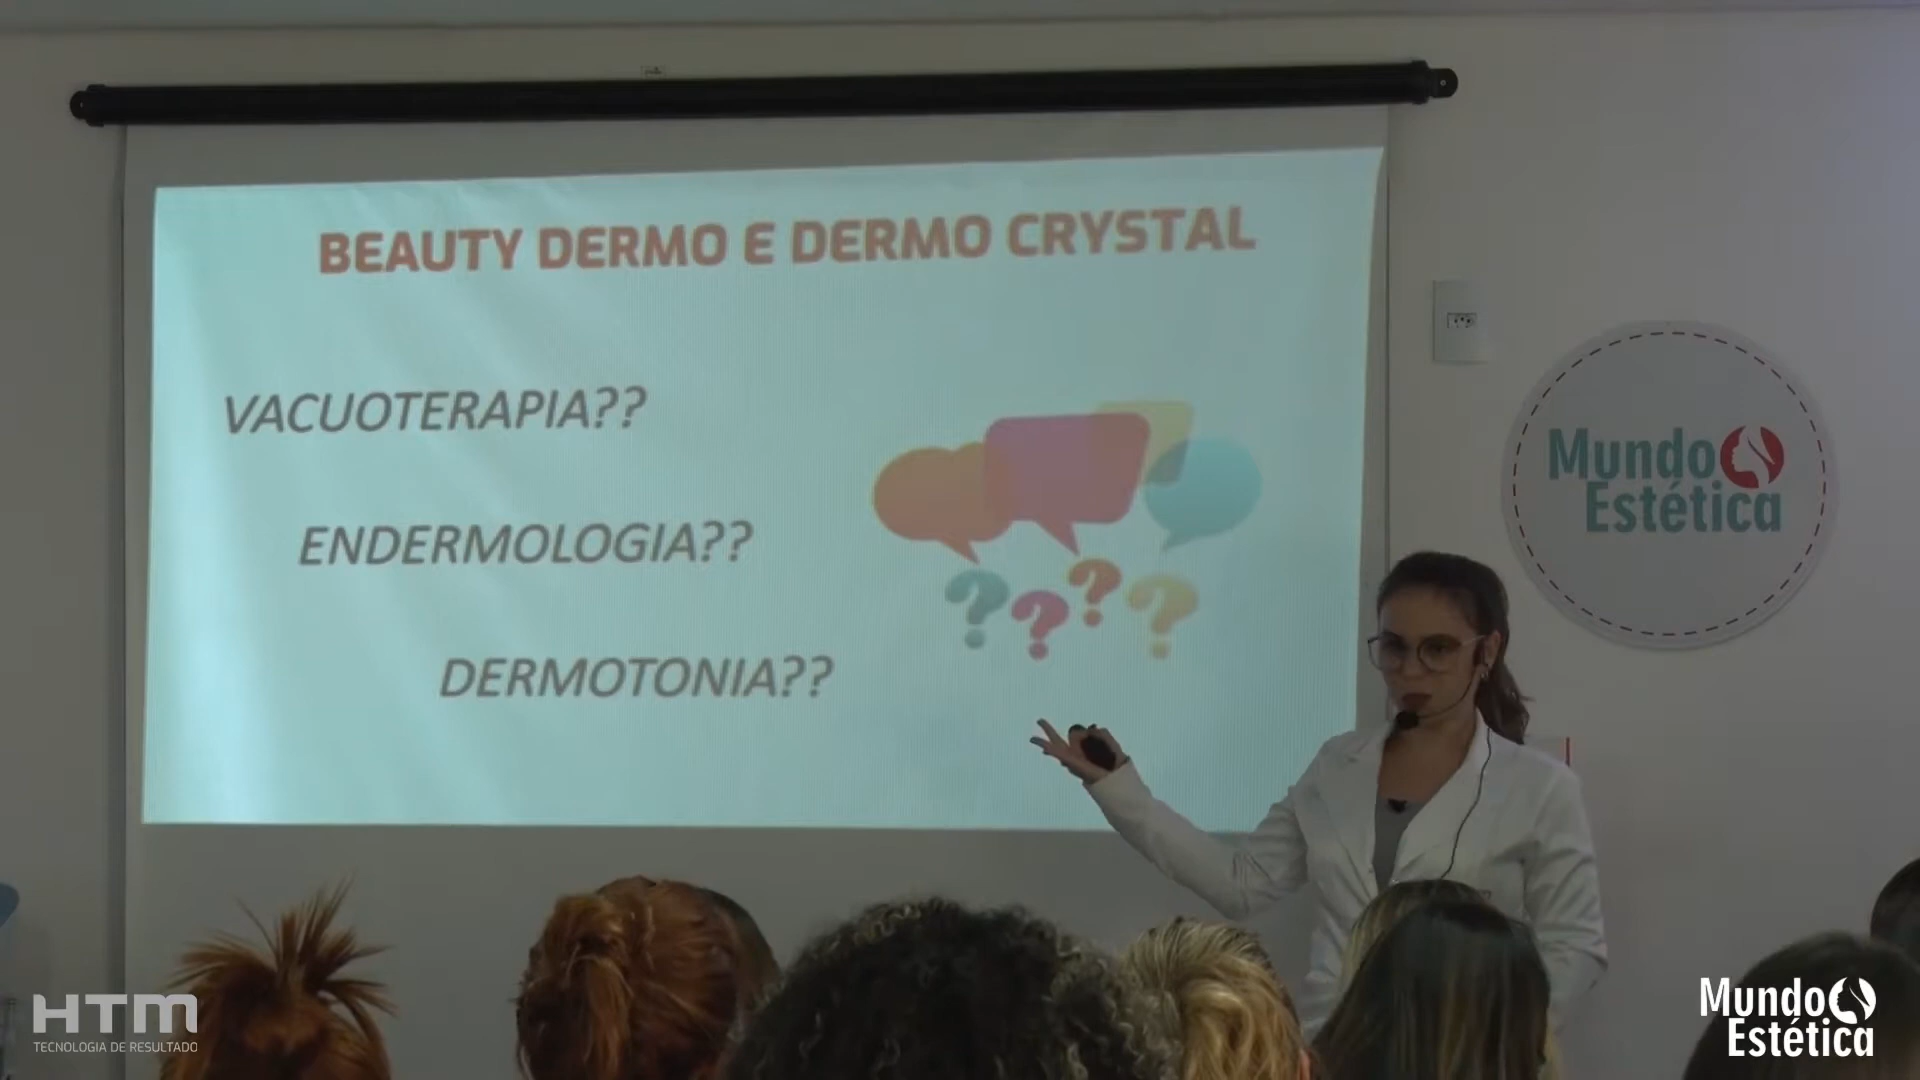 BEAUTY DERMO E DERMO CRYSTAL
VACUOTERAPIA??
ENDERMOLOGIA??
DERMOTONIA??
? ? ? ?
Mundo
Estética
HTM
TECNOLOGIA DE RESULTADO
Mundo
Estética